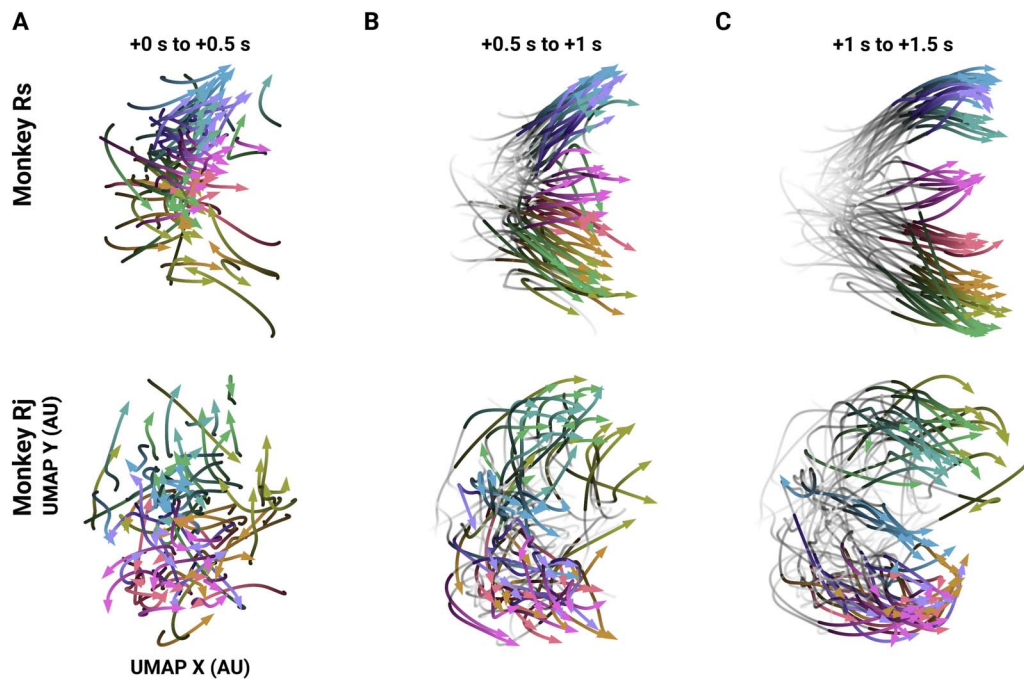 A
B
C
+0 s to +0.5 s
+0.5 s to +1 s
+1 s to +1.5 s
Monkey Rs
Monkey Rj
UMAP Y (AU)
UMAP X (AU)